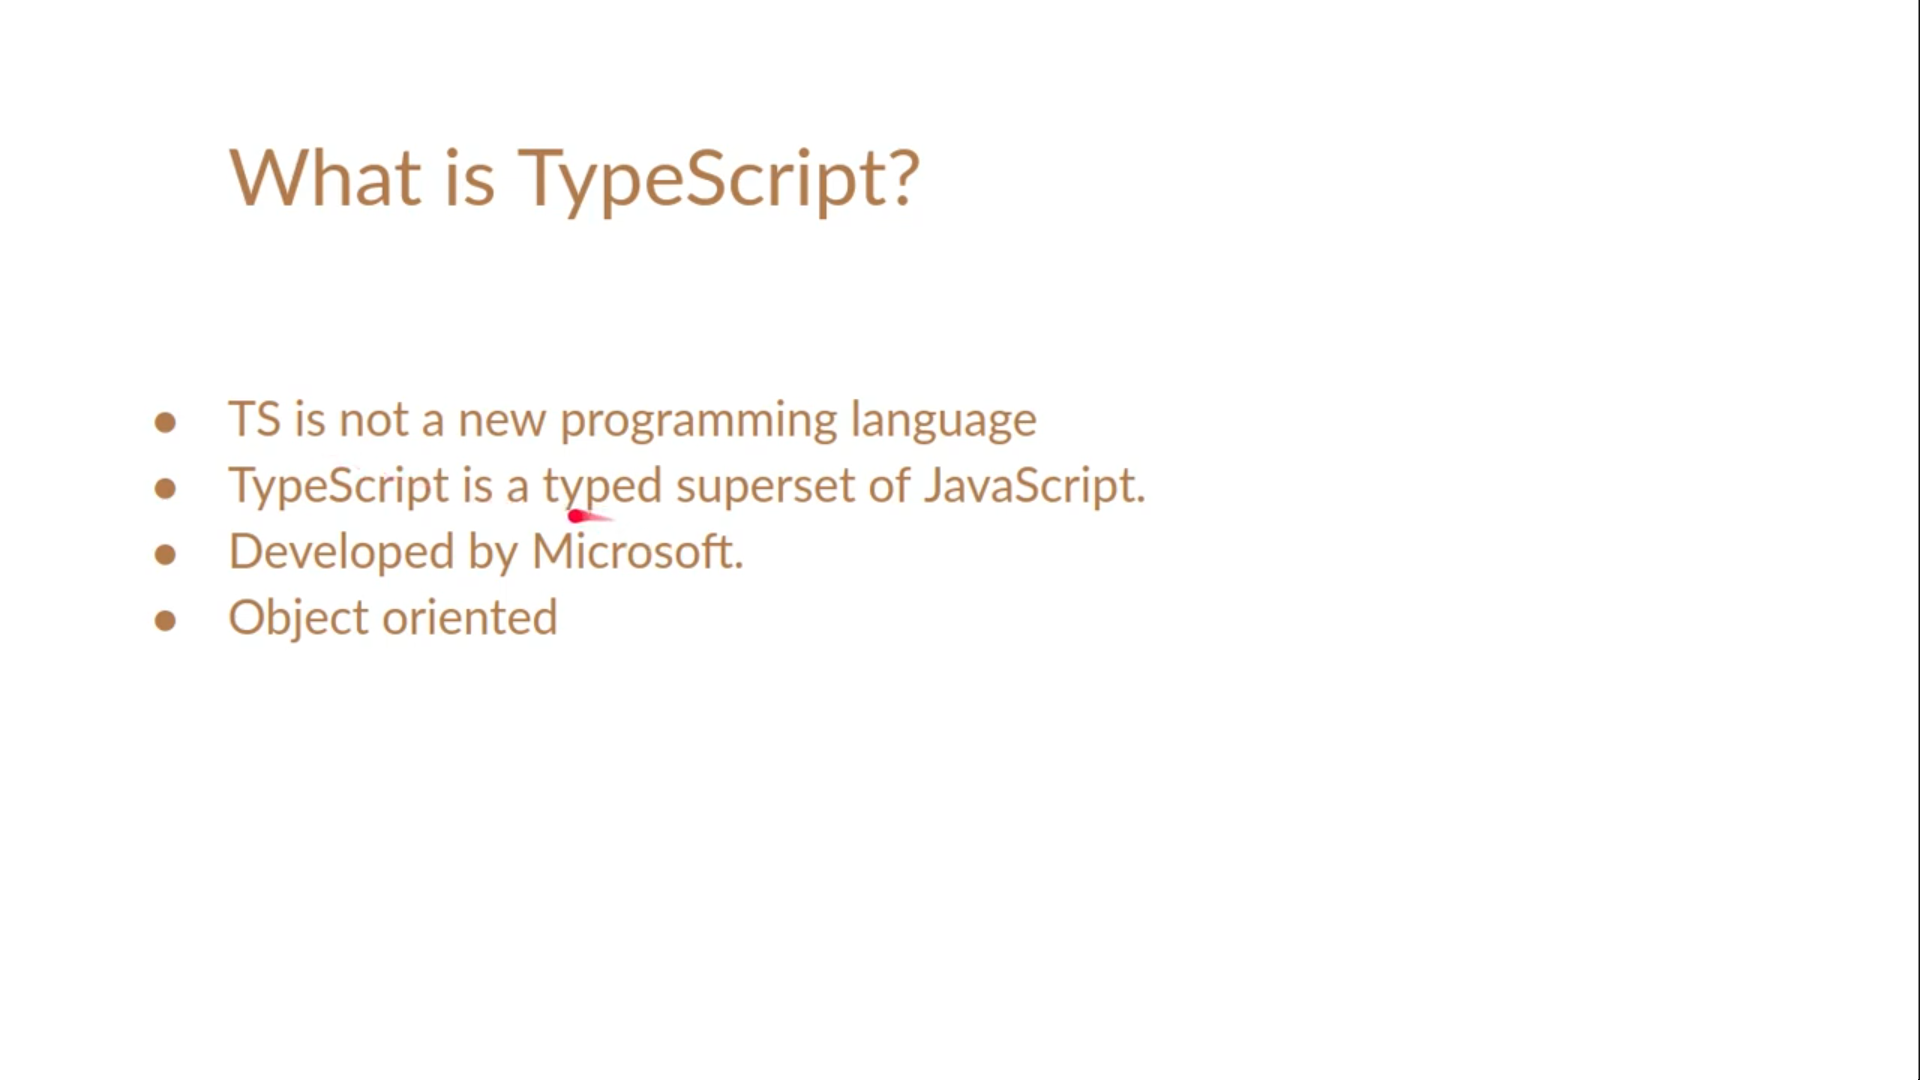 What is TypeScript?
● TS is not a new programming language
● TypeScript is a typed superset of JavaScript.
● Developed by Microsoft.
● Object oriented